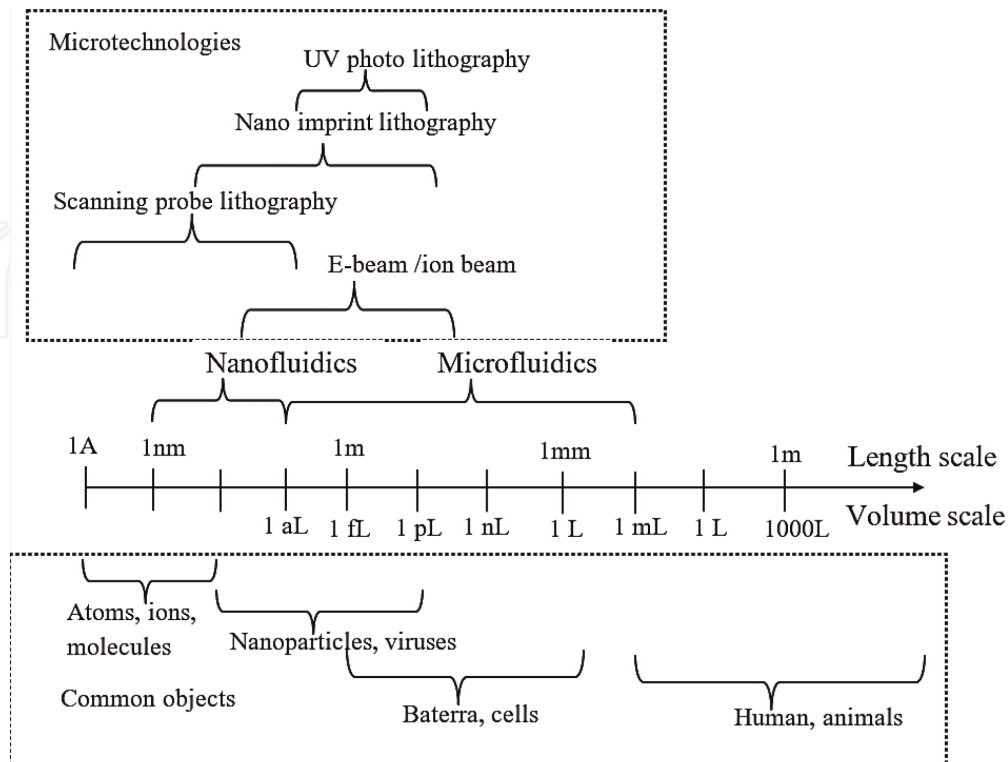 Microtechnologies
UV photo lithography
Nano imprint lithography
Scanning probe lithography
E-beam /ion beam
Nanofluidics
Microfluidics
1A
1nm
1m
1mm
1m
Length scale
1 aL
1 fL
1 pL
1 nL
1 L
1 mL
1 L
1000L
Volume scale
Atoms, ions,
molecules
Nanoparticles, viruses
Common objects
Baterra, cells
Human, animals